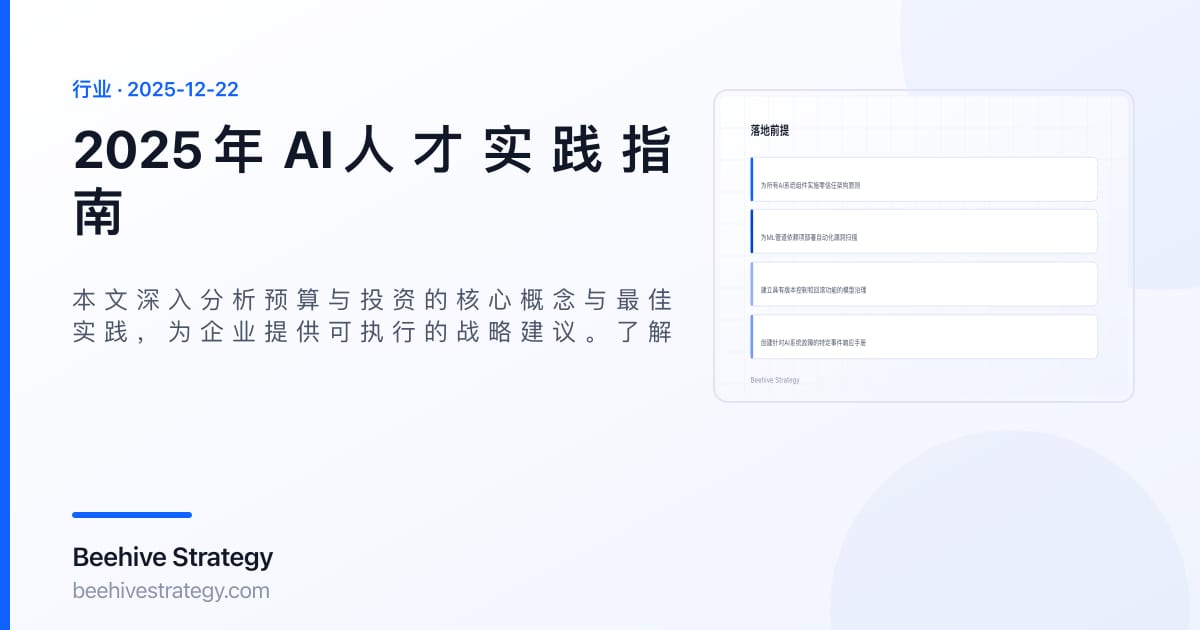 行业 · 2025-12-22
2025年 AI人才实践指
南
本文深入分析预算与投资的核心概念与最佳
实践，为企业提供可执行的战略建议。了解
落地前提
为所有AI系统组件实施零信任架构原则
为ML管道依赖项部署自动化漏洞扫描
建立具有版本控制和回滚功能的模型治理
创建针对AI系统故障的特定事件响应手册
Beehive Strategy
Beehive Strategy
beehivestrategy.com